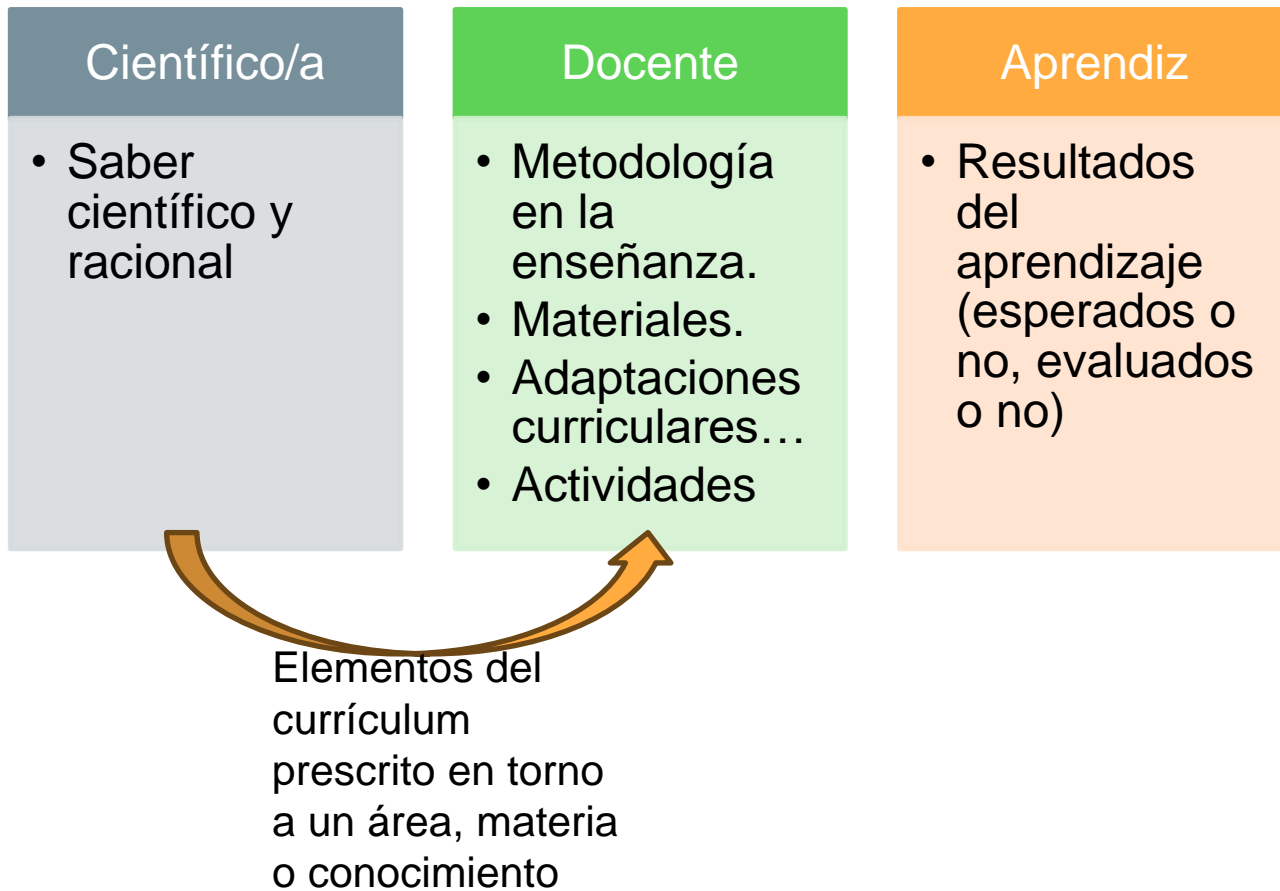 Científico/a
• Saber
científico y
racional
Docente
• Metodología
en la
enseñanza.
• Materiales.
• Adaptaciones
curriculares…
• Actividades
Aprendiz
• Resultados
del
aprendizaje
(esperados o
no, evaluados
o no)
Elementos del
currículum
prescrito en torno
a un área, materia
o conocimiento